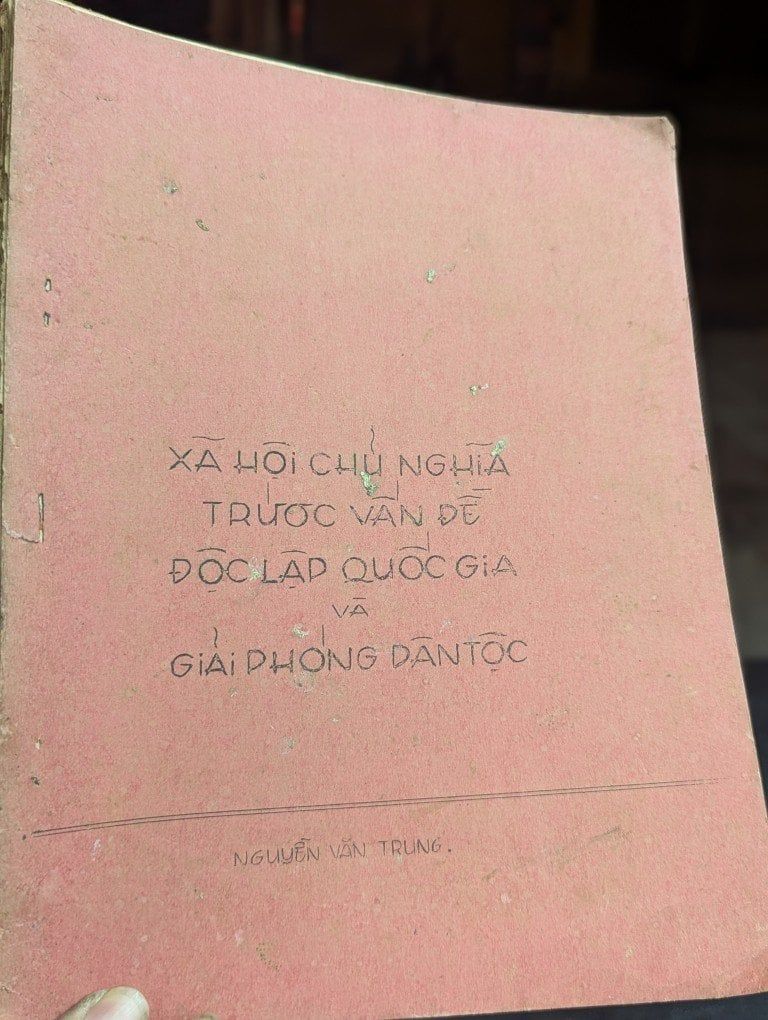 XÃ HỘI CHỦ NGHĨA
TRƯỚC VẤN ĐỀ
ĐỘC LẬP QUỐC GIA
VÀ
GIẢI PHÓNG DÂN TỘC
NGUYỄN VĂN TRUNG.